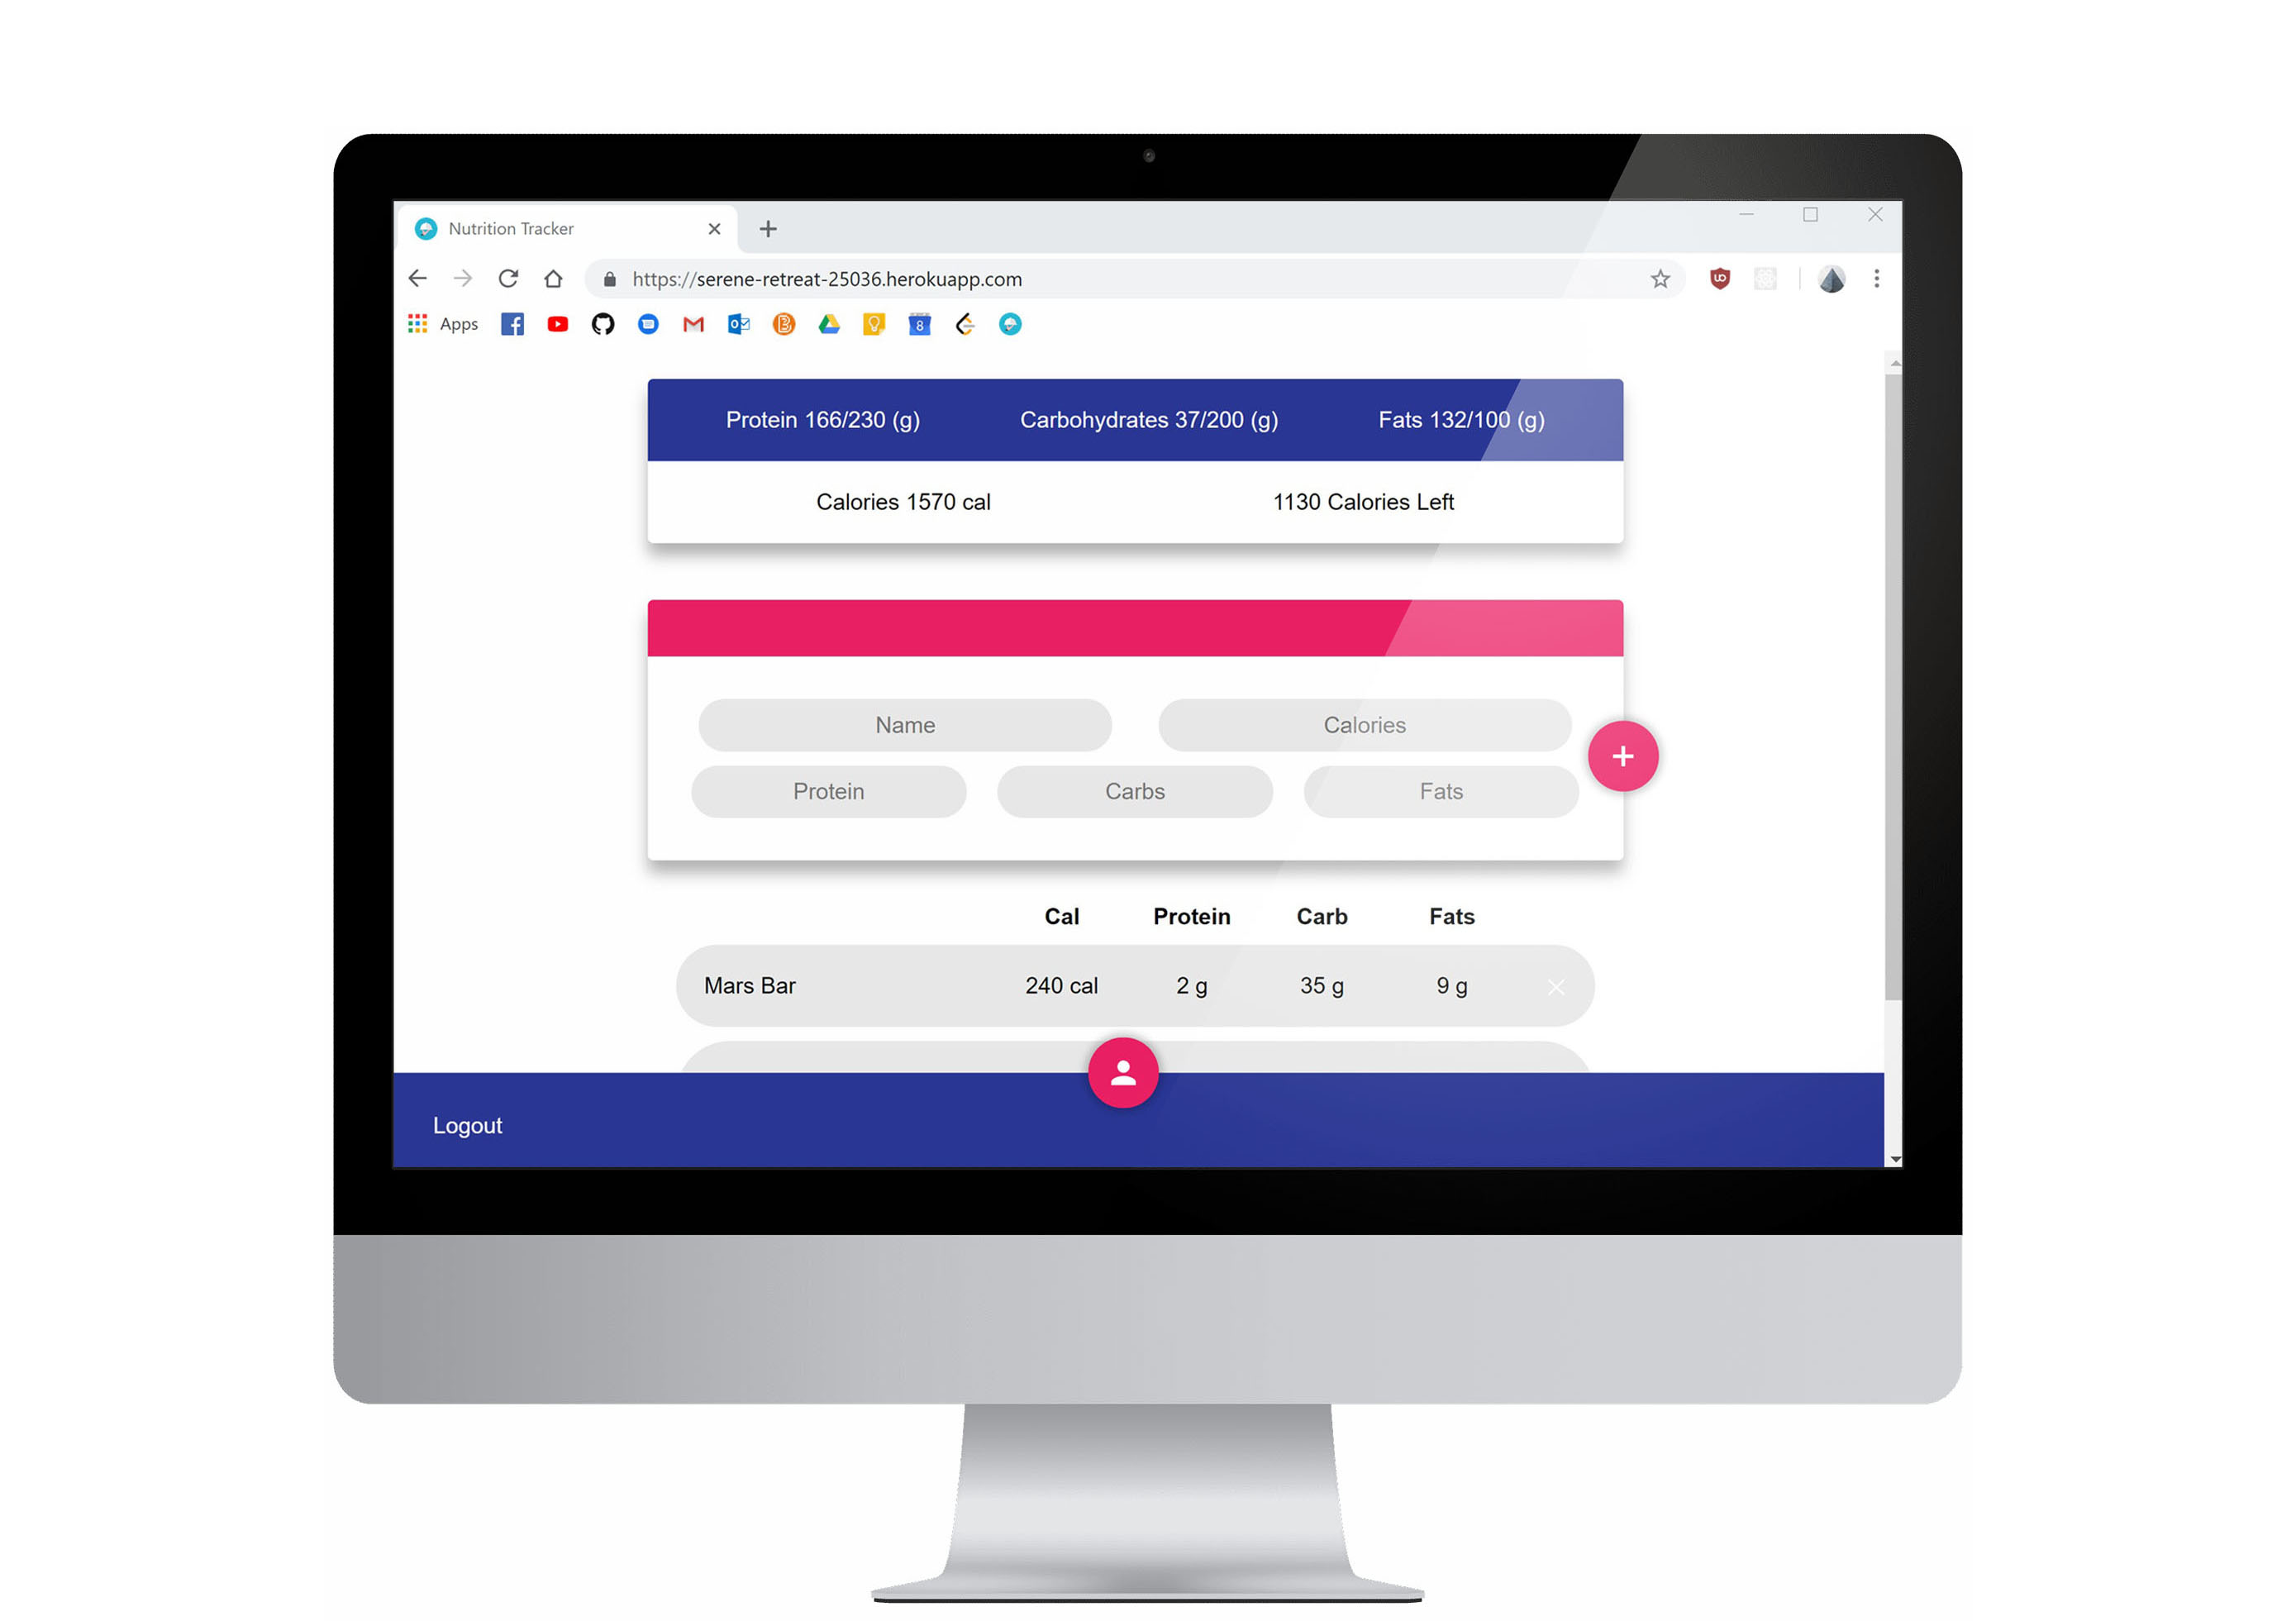 Nutrition Tracker
https://serene-retreat-25036.herokuapp.com
Apps
8
Protein 166/230 (g) Carbohydrates 37/200 (g) Fats 132/100 (g)
Calories 1570 cal 1130 Calories Left
Name Calories
Protein Carbs Fats
Cal Protein Carb Fats
Mars Bar 240 cal 2 g 35 g 9 g
Logout